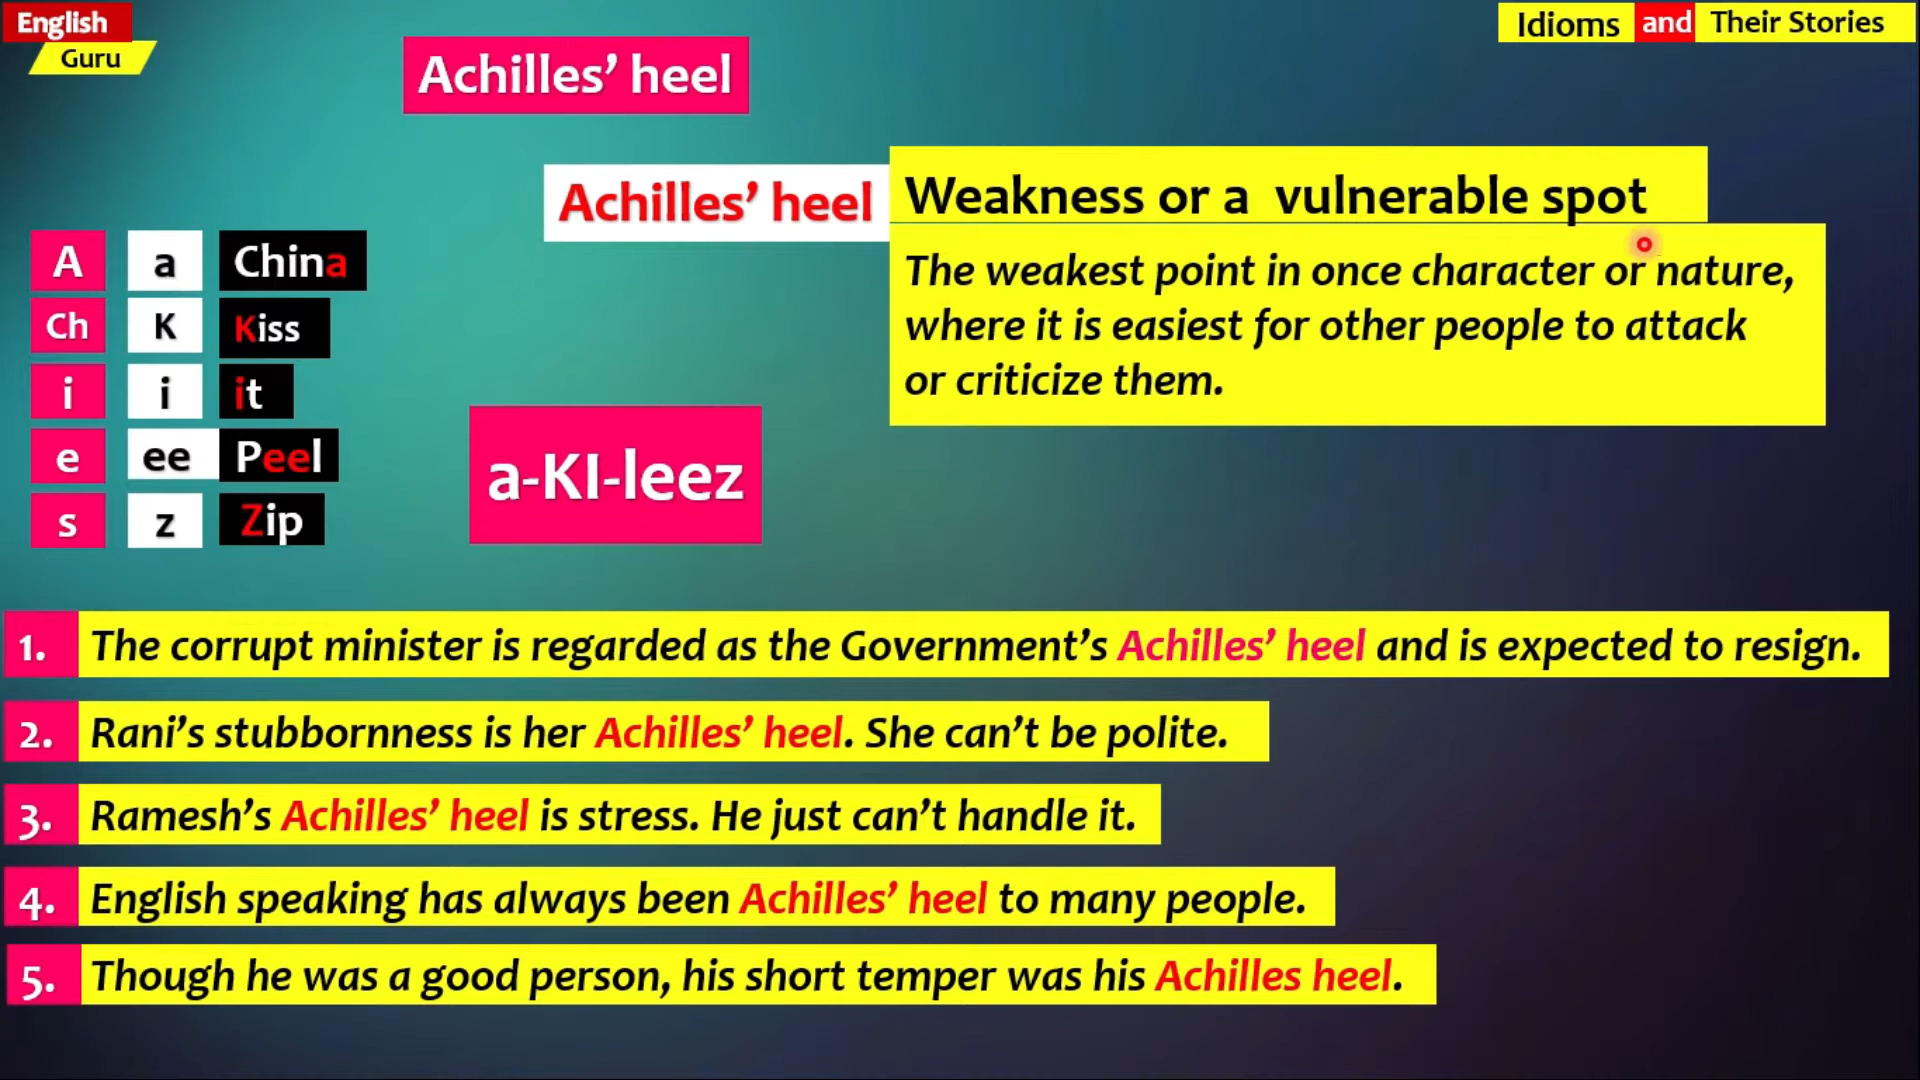 English
Guru
Idioms and Their Stories
Achilles’ heel
Achilles’ heel Weakness or a vulnerable spot
The weakest point in once character or nature,
where it is easiest for other people to attack
or criticize them.
A a China
Ch K Kiss
i i it
e ee Peel
s z Zip
a-KI-leez
1. The corrupt minister is regarded as the Government’s Achilles’ heel and is expected to resign.
2. Rani’s stubbornness is her Achilles’ heel. She can’t be polite.
3. Ramesh’s Achilles’ heel is stress. He just can’t handle it.
4. English speaking has always been Achilles’ heel to many people.
5. Though he was a good person, his short temper was his Achilles heel.